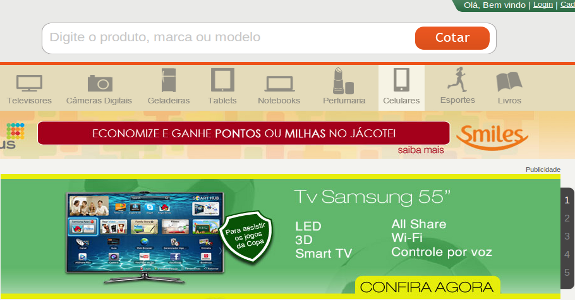 Olá, Bem vindo | Login | Cad
Digite o produto, marca ou modelo
Cotar
Televisores
Câmeras Digitais
Geladeiras
Tablets
Notebooks
Perfumaria
Celulares
Esportes
Livros
us
ECONOMIZE E GANHE PONTOS OU MILHAS NO JÁCOTEI
Smiles
saiba mais
Publicidade
Tv Samsung 55”
Para assistir
os jogos
da Copa
LED
3D
Smart TV
All Share
Wi-Fi
Controle por voz
CONFIRA AGORA
1
2
3
4
5